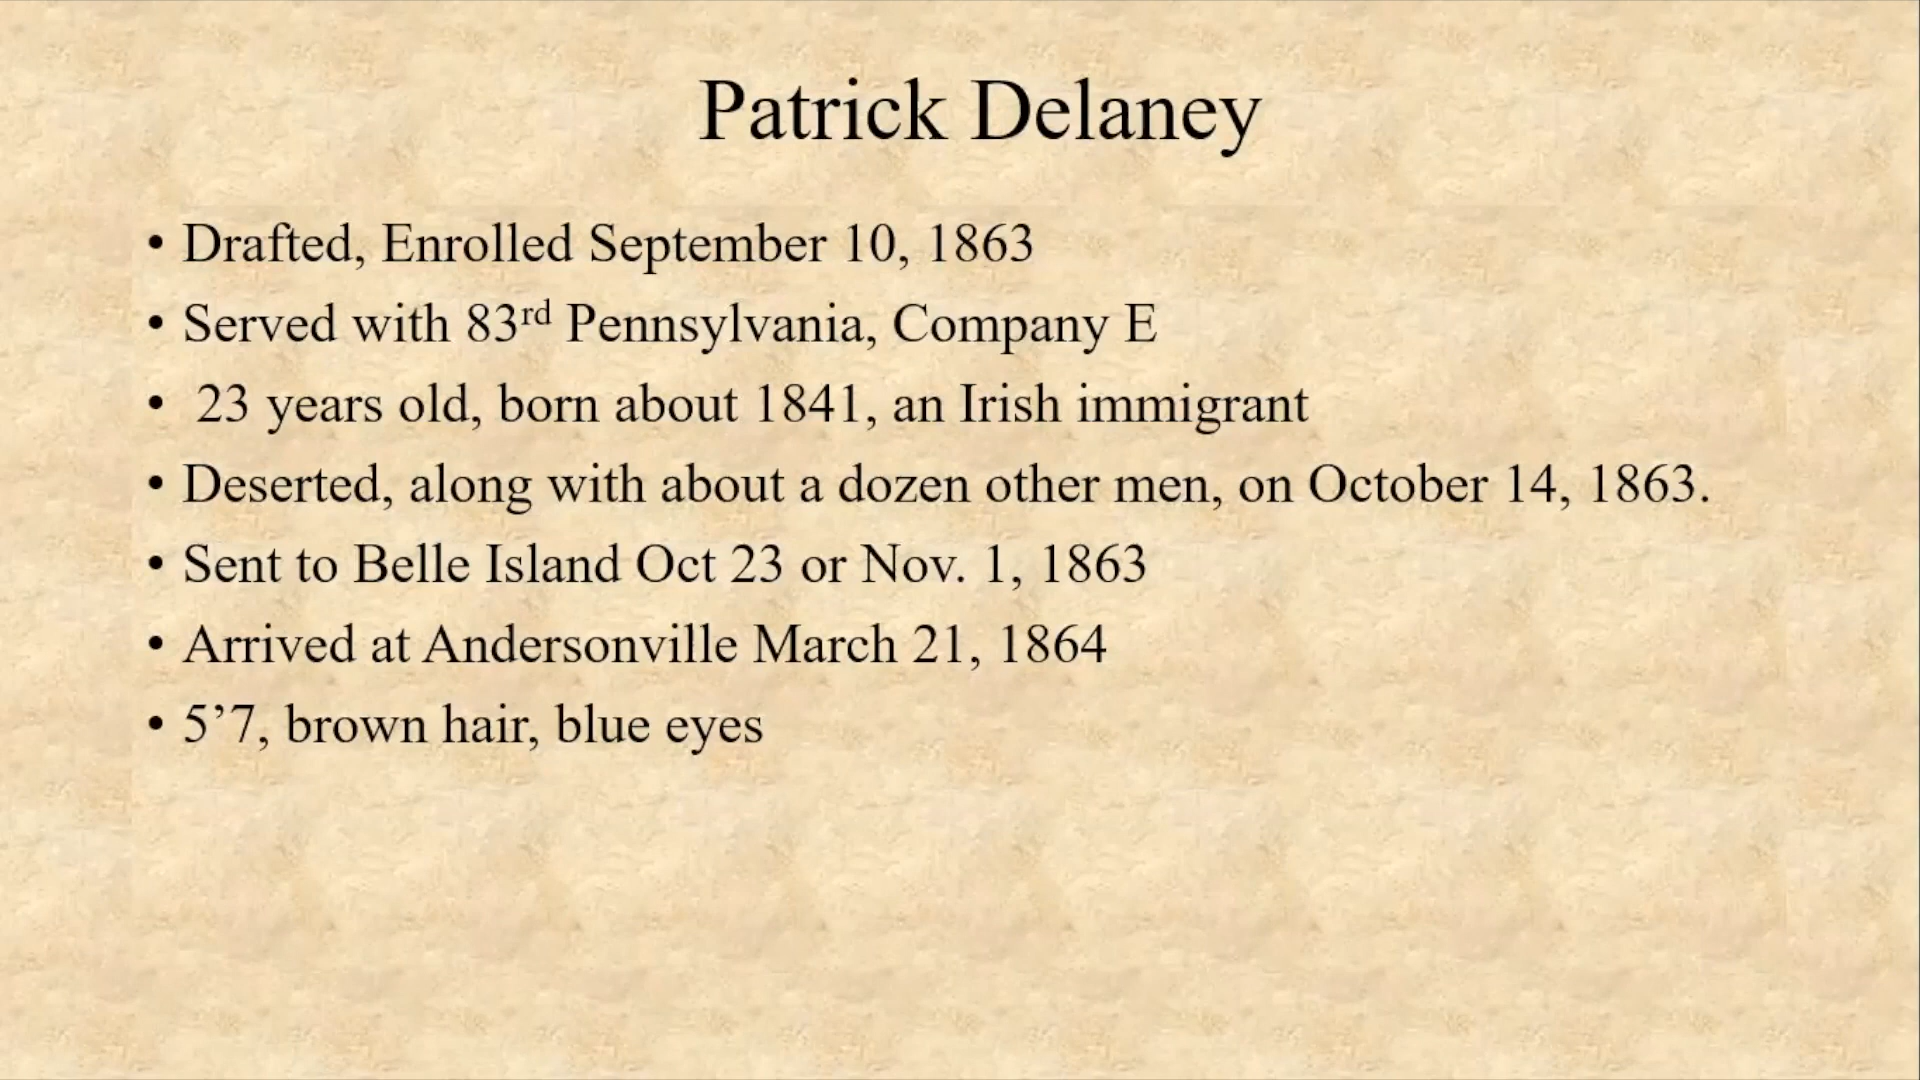 Patrick Delaney
• Drafted, Enrolled September 10, 1863
• Served with 83rd Pennsylvania, Company E
• 23 years old, born about 1841, an Irish immigrant
• Deserted, along with about a dozen other men, on October 14, 1863.
• Sent to Belle Island Oct 23 or Nov. 1, 1863
• Arrived at Andersonville March 21, 1864
• 5’7, brown hair, blue eyes